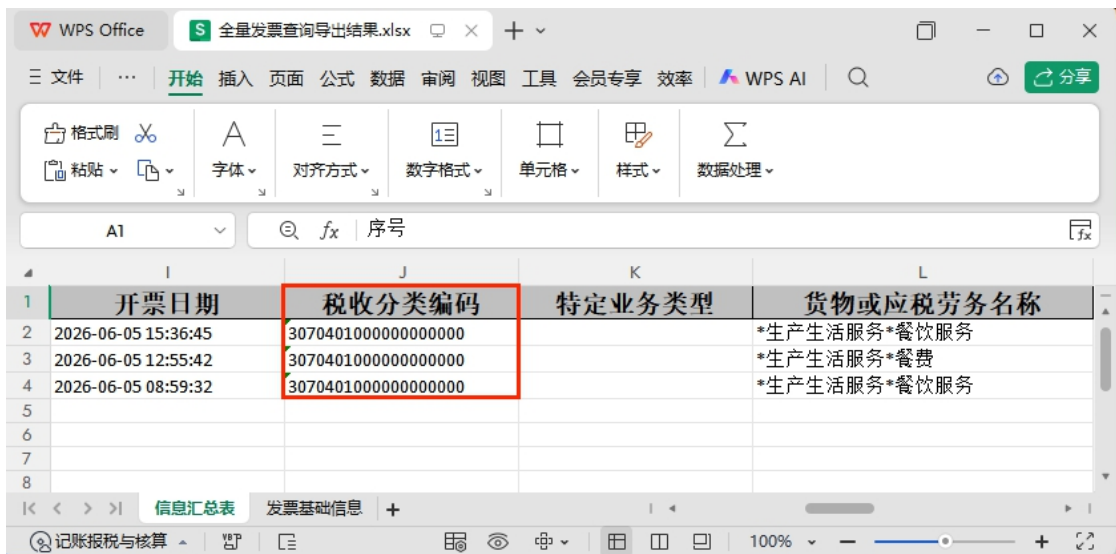 WPS Office
全量发票查询导出结果.xlsx
三 文件 ··· 开始 插入 页面 公式 数据 审阅 视图 工具 会员专享 效率 WPS AI 分享
格式刷
粘贴 字体 对齐方式 数字格式 单元格 样式 数据处理
A1 fx 序号
I J K L
1 开票日期 税收分类编码 特定业务类型 货物或应税劳务名称
2 2026-06-05 15:36:45 3070401000000000000 *生产生活服务*餐饮服务
3 2026-06-05 12:55:42 3070401000000000000 *生产生活服务*餐费
4 2026-06-05 08:59:32 3070401000000000000 *生产生活服务*餐饮服务
5
6
7
8
信息汇总表 发票基础信息 +
记账报税与核算 100%